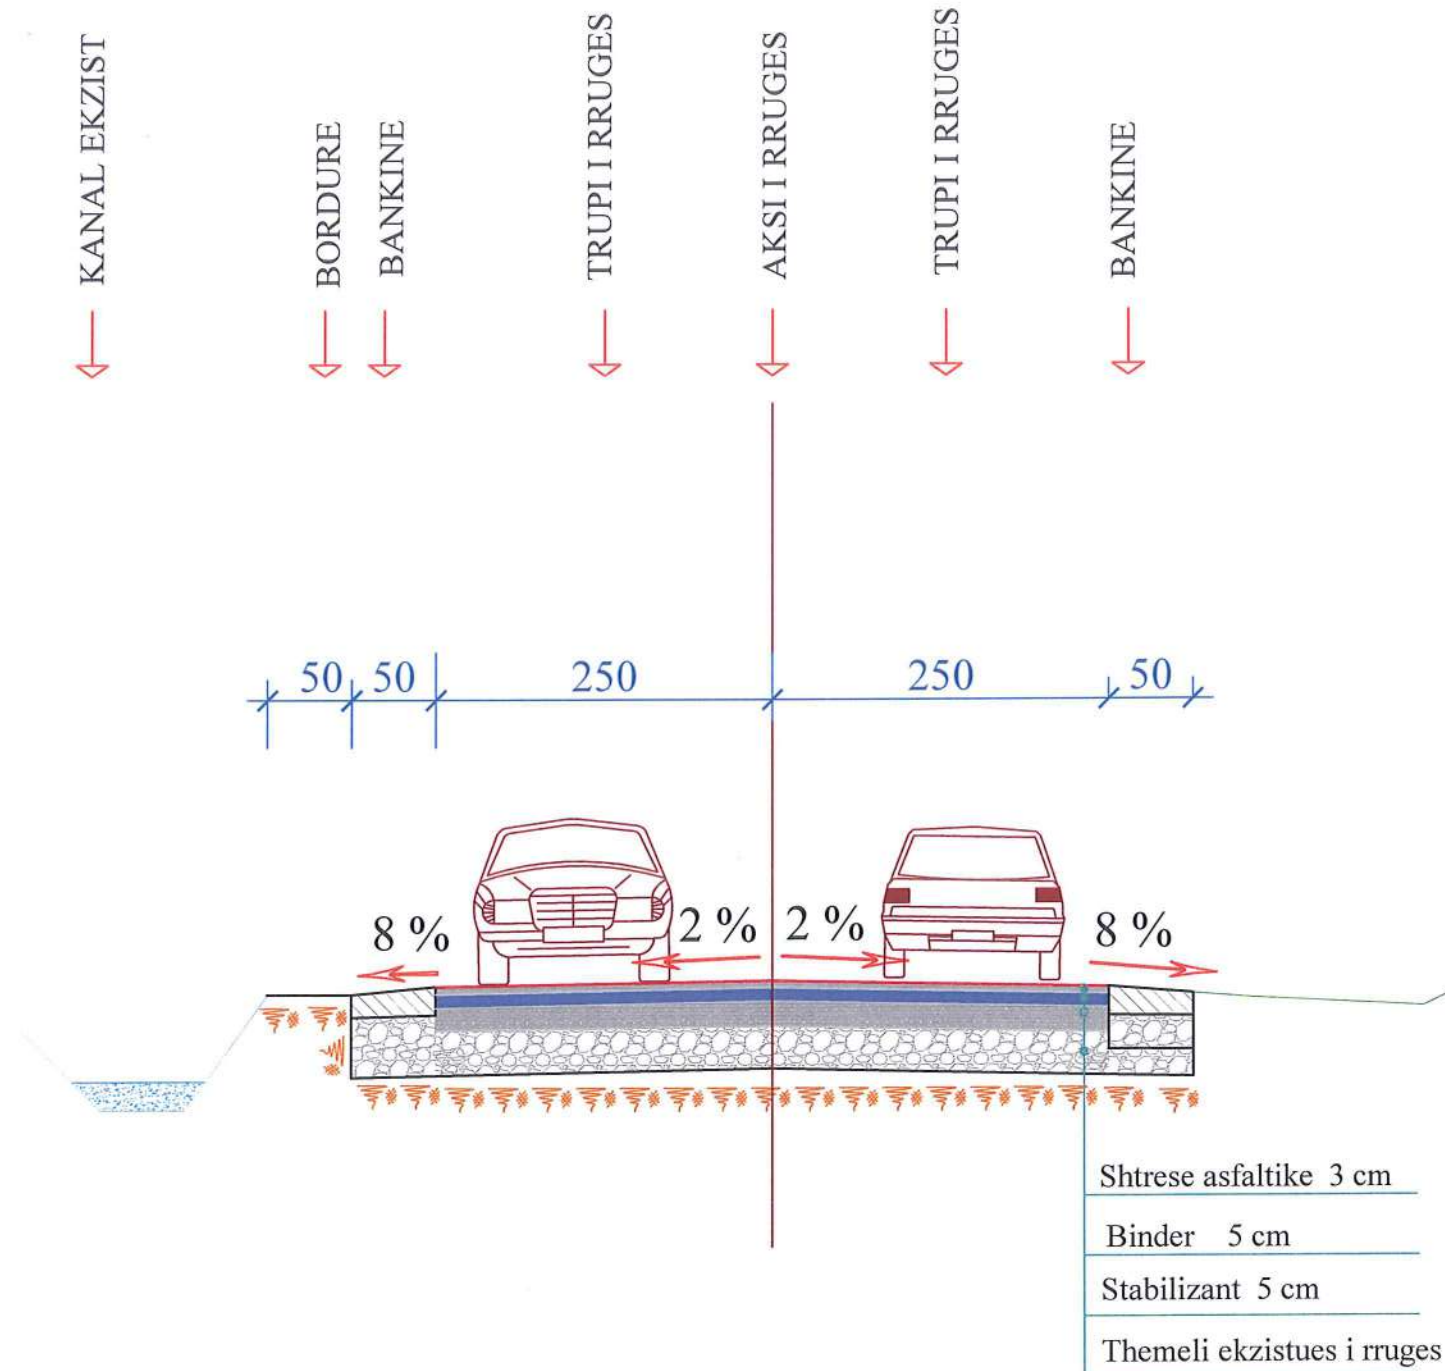 KANAL EKZIST
BORDURE
BANKINE
TRUPI I RRUGES
AKSI I RRUGES
TRUPI I RRUGES
BANKINE
50 50 250 250 50
8 % 2 % 2 % 8 %
Shtrese asfaltike 3 cm
Binder 5 cm
Stabilizant 5 cm
Themeli ekzistues i rruges